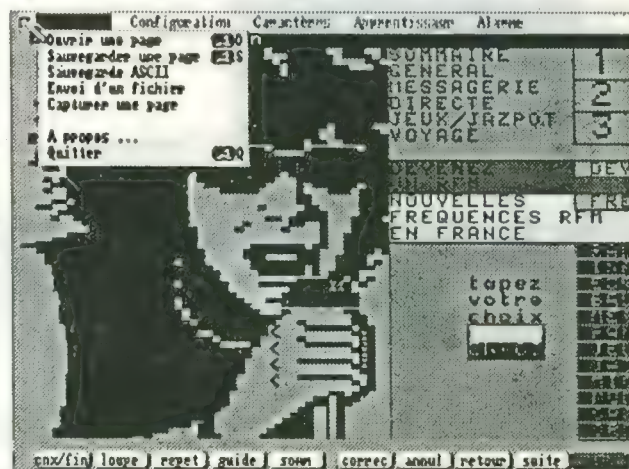 Configuration Caractères Apprentissage Alarme
Ouvrir une page O
Sauvegarder une page S
Sauvegarde ASCII
Envoi d'un fichier
Capturer une page
A propos ...
Quitter Q
SOMMAIRE 1
GENERAL
MESSAGERIE 2
DIRECTE
JEUX/JAZPOT 3
VOYAGE
DEVENEZ DEV
NOUVELLES FRE
FREQUENCES RFM
EN FRANCE
tapez
votre
choix
cnx/fin loupe repet guide somm correc annul retour suite